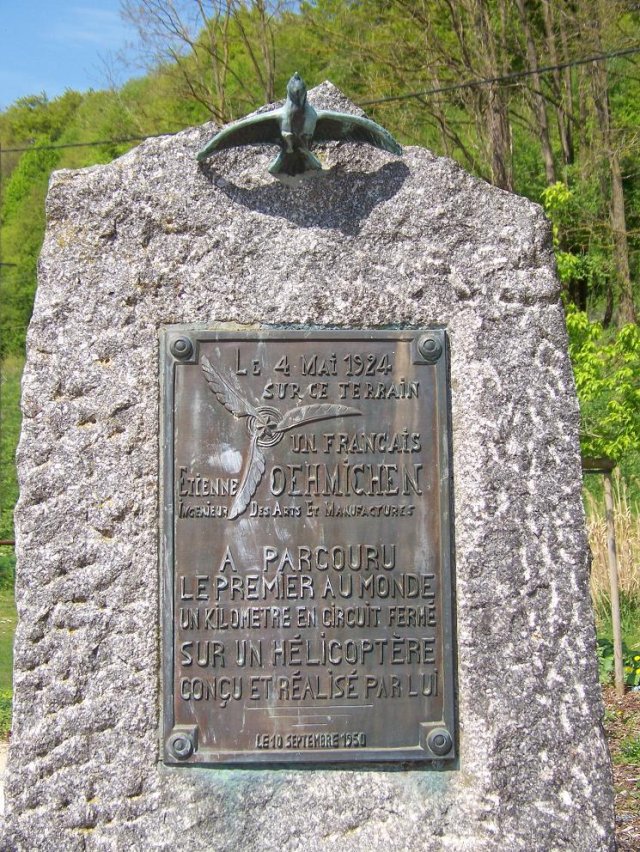 LE 4 MAI 1924
SUR CE TERRAIN
UN FRANÇAIS
ETIENNE OEHMICHEN
INGENIEUR DES ARTS ET MANUFACTURES
A PARCOURU
LE PREMIER AU MONDE
UN KILOMETRE EN CIRCUIT FERMÉ
SUR UN HÉLICOPTÈRE
CONÇU ET RÉALISÉ PAR LUI
LE 10 SEPTEMBRE 1950